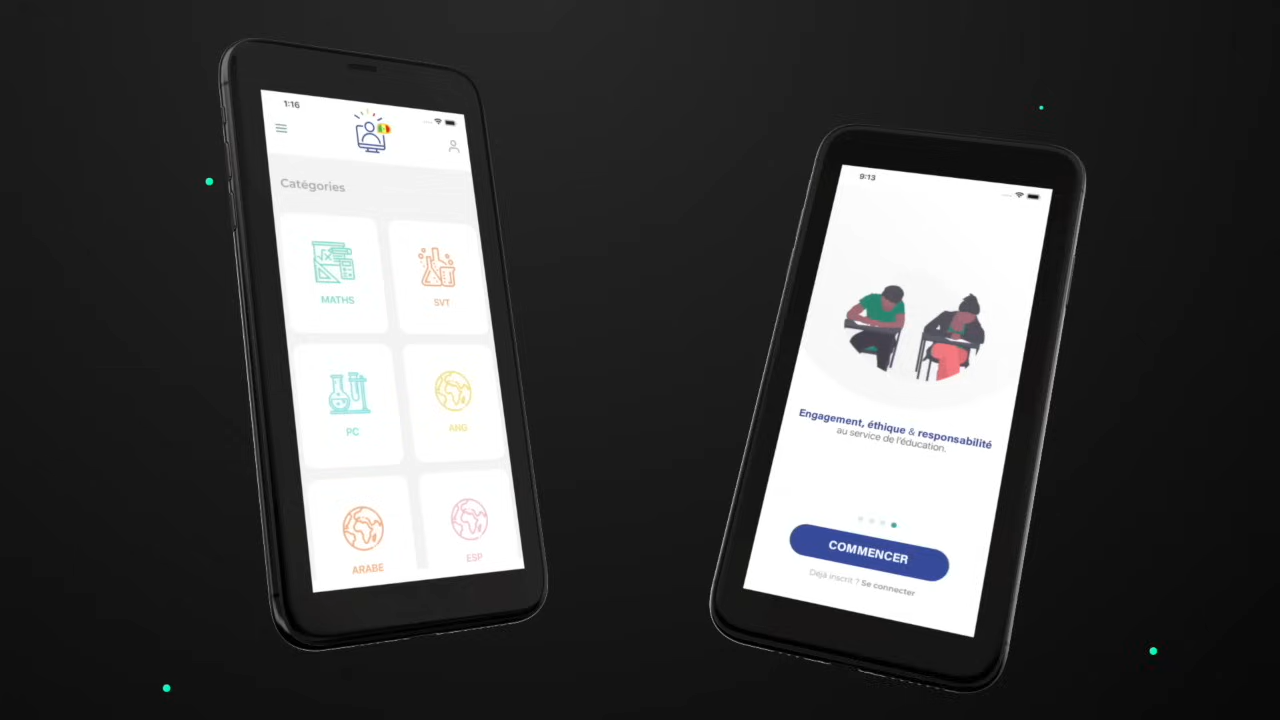 1:16
Catégories
MATHS
SVT
PC
ANG
ARABE
ESP
9:13
Engagement, éthique & responsabilité
au service de l'éducation.
COMMENCER
Déjà inscrit ? Se connecter